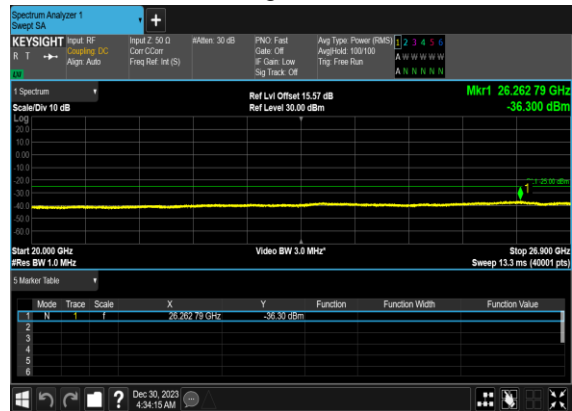 Spectrum Analyzer 1
Swept SA
KEYSIGHT Input: RF Input Z: 50 Ω #Atten: 30 dB PNO: Fast Avg Type: Power (RMS) 1 2 3 4 5 6
R T Coupling: DC Corr CCorr Gate: Off Avg|Hold: 100/100 A W W W W W
Align: Auto Freq Ref: Int (S) IF Gain: Low Trig: Free Run
LW Sig Track: Off A N N N N N
1 Spectrum Ref Lvl Offset 15.57 dB Mkr1 26.262 79 GHz
Scale/Div 10 dB Ref Level 30.00 dBm -36.300 dBm
Log
20.0
10.0
0.00
-10.0
-20.0
DL1 -25.00 dBm
1
-30.0
-40.0
-50.0
-60.0
Start 20.000 GHz Video BW 3.0 MHz* Stop 26.900 GHz
#Res BW 1.0 MHz Sweep 13.3 ms (40001 pts)
5 Marker Table
Mode Trace Scale X Y Function Function Width Function Value
1 N 1 f 26.262 79 GHz -36.30 dBm
2
3
4
5
6
? Dec 30, 2023
4:34:15 AM